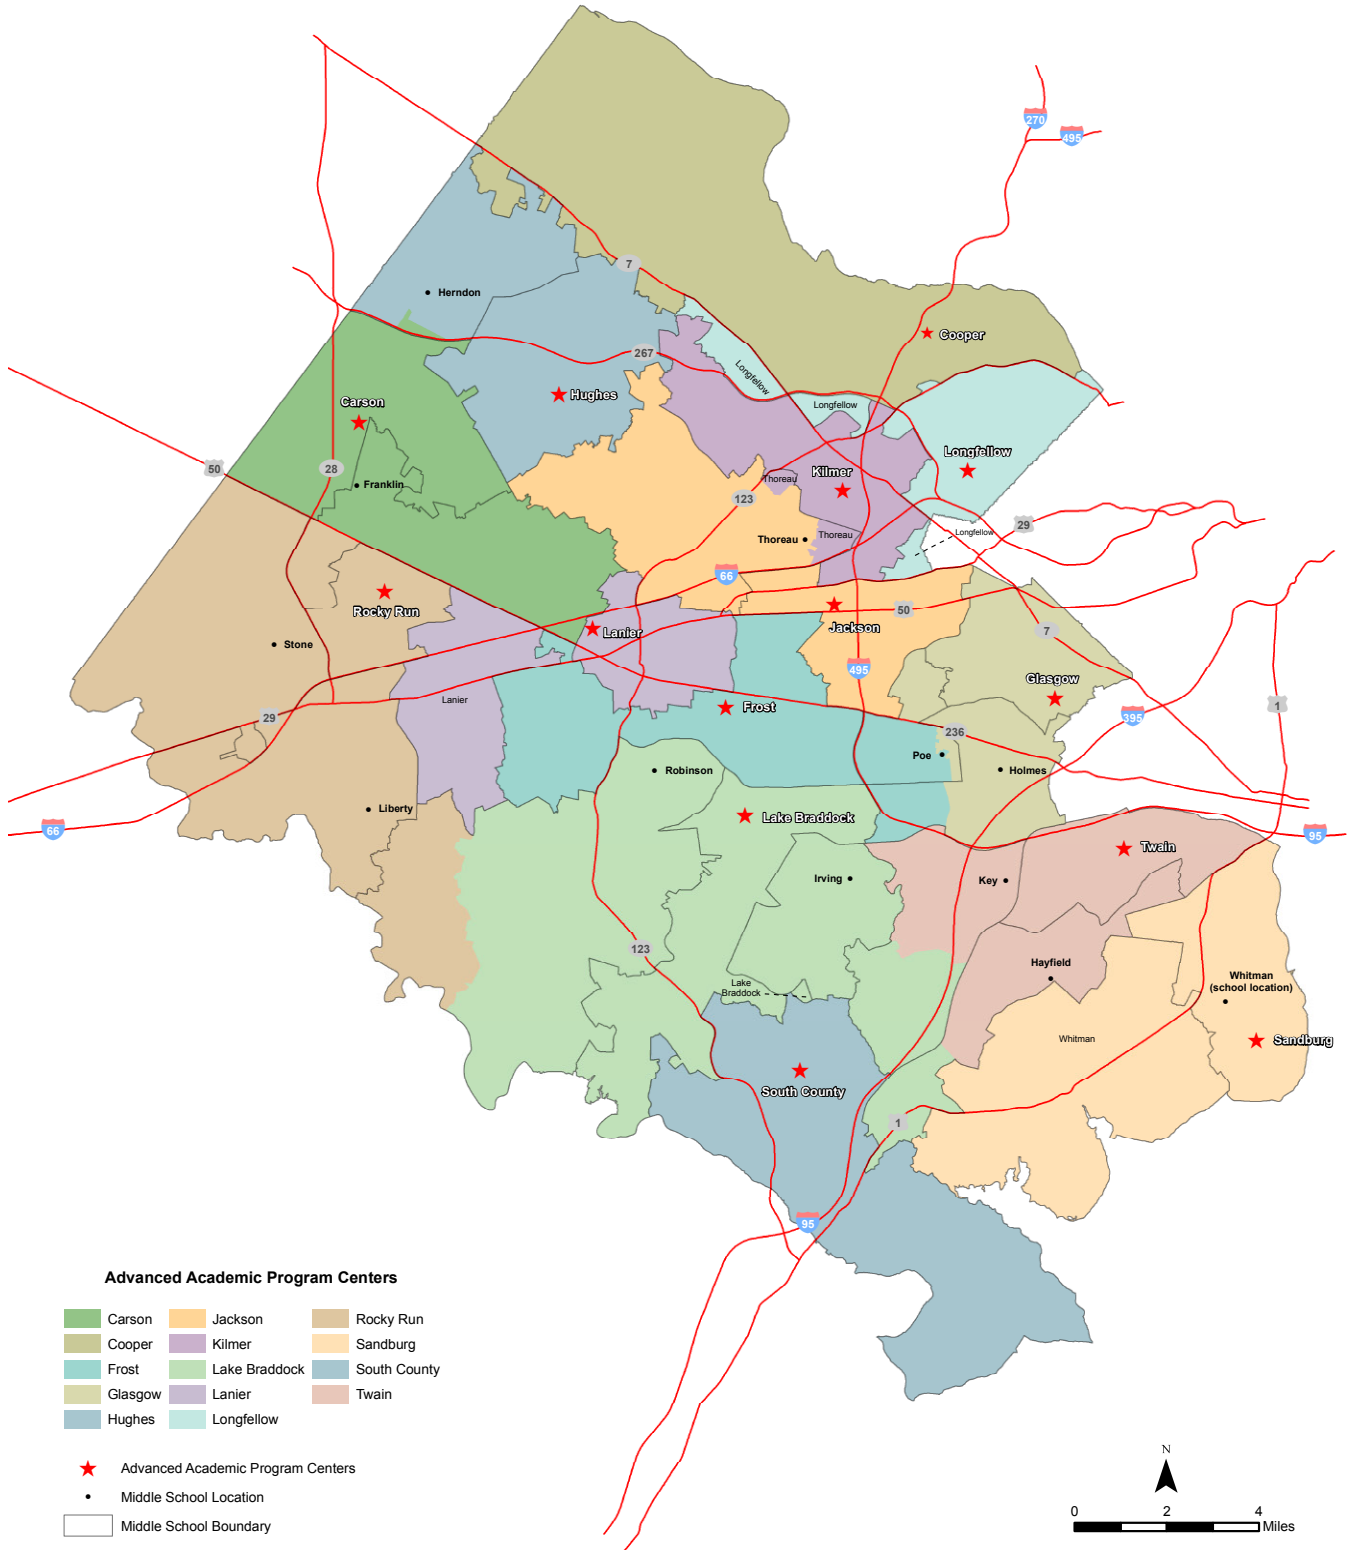 270
495
7
Herndon
Cooper
267
Longfellow
Hughes
Carson
Longfellow
Longfellow
50
28
Kilmer
Thoreau
Franklin
123
29
Thoreau
Thoreau
Longfellow
66
Rocky Run
Jackson
50
7
Lanier
Stone
495
Glasgow
Lanier
Frost
1
29
395
236
Poe
Robinson
Holmes
Liberty
Lake Braddock
66
95
Twain
Irving
Key
123
Hayfield
Whitman
(school location)
Lake
Braddock
Whitman
Sandburg
South County
1
95
Advanced Academic Program Centers
Carson
Jackson
Rocky Run
Cooper
Kilmer
Sandburg
Frost
Lake Braddock
South County
Glasgow
Lanier
Twain
Hughes
Longfellow
Advanced Academic Program Centers
Middle School Location
Middle School Boundary
N
0 2 4
Miles